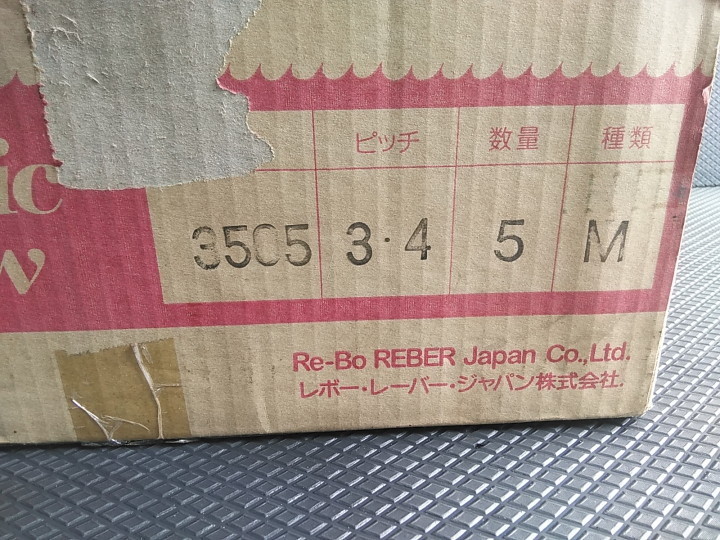 ic
w
ピッチ 数量 種類
3505 3·4 5 M
Re-Bo REBER Japan Co.,Ltd.
レボー・レーバー・ジャパン株式会社.